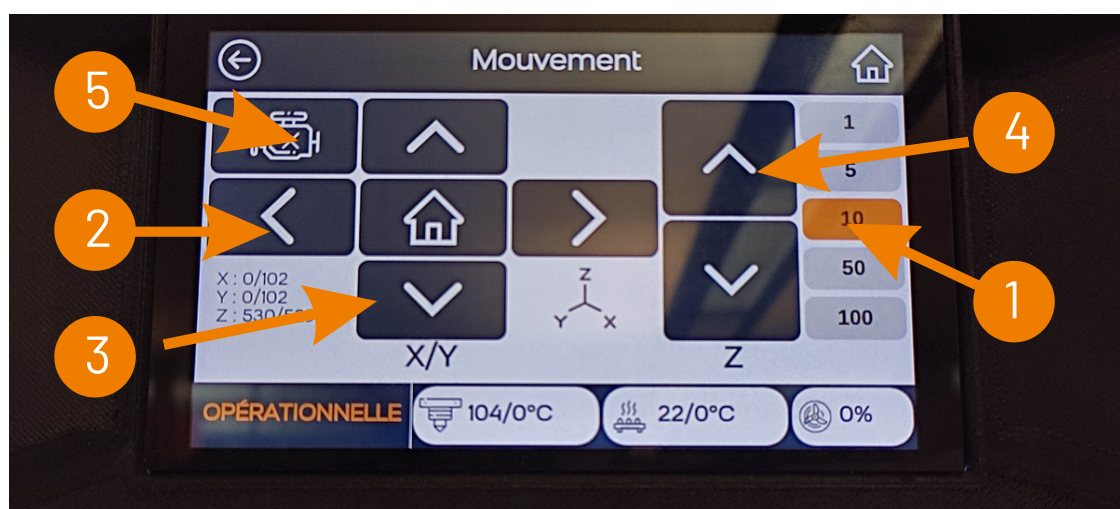 Mouvement
5
1
4
5
2
10
X : 0/102
Y : 0/102
Z : 530/
50
Z
Y
X
1
3
100
X/Y
Z
OPÉRATIONNELLE
104/0°C
22/0°C
0%